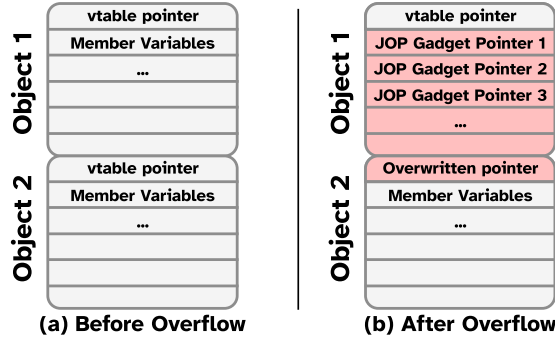 Object 1
vtable pointer
Member Variables
...
Object 2
vtable pointer
Member Variables
...
(a) Before Overflow
Object 1
vtable pointer
JOP Gadget Pointer 1
JOP Gadget Pointer 2
JOP Gadget Pointer 3
...
Object 2
Overwritten pointer
Member Variables
...
(b) After Overflow